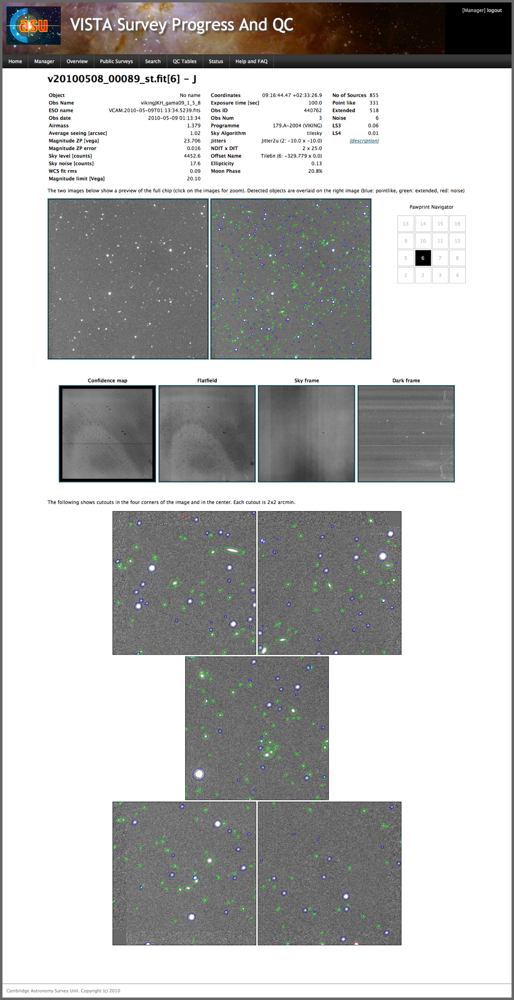 [Manager] logout
asu
VISTA Survey Progress And QC
Home Manager Overview Public Surveys Search QC Tables Status Help and FAQ
v20100508_00089_st.fit[6] - J
Object No name Coordinates 09:16:44.47 +02:33:26.9 No of Sources 855
Obs Name vikingJKH_gama09_1_5_8 Exposure time [sec] 100.0 Point like 331
ESO name VCAM.2010-05-09T01:13:34.5239.fits Obs ID 440762 Extended 518
Obs date 2010-05-09 01:13:34 Obs Num 3 Noise 6
Airmass 1.379 Programme 179.A-2004 (VIKING) LS3 0.06
Average seeing [arcsec] 1.02 Sky Algorithm tilesky LS4 0.01
Magnitude ZP [vega] 23.706 Jitters Jitter2u (2: -10.0 x -10.0) (description)
Magnitude ZP error 0.016 NDIT x DIT 2 x 25.0
Sky level [counts] 4452.6 Offset Name Tile6n (6: -329.779 x 0.0)
Sky noise [counts] 17.6 Ellipticity 0.13
WCS fit rms 0.09 Moon Phase 20.8%
Magnitude limit [Vega] 20.10
The two images below show a preview of the full chip (click on the images for zoom). Detected objects are overlaid on the right image (blue: pointlike, green: extended, red: noise)
Pawprint Navigator
13 14 15 16
9 10 11 12
5 6 7 8
1 2 3 4
Confidence map Flatfield Sky frame Dark frame
The following shows cutouts in the four corners of the image and in the center. Each cutout is 2x2 arcmin.
Cambridge Astronomy Survey Unit. Copyright (c) 2010